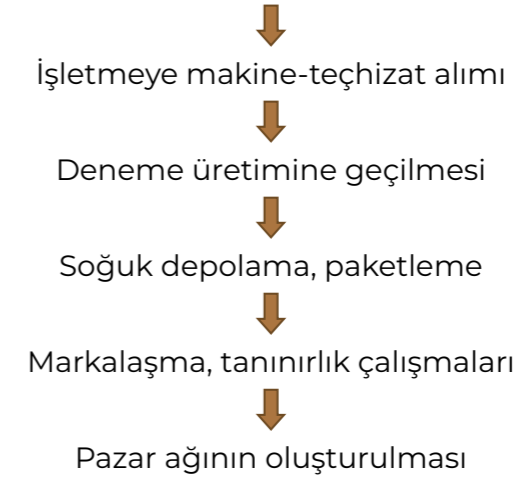 İşletmeye makine-teçhizat alımı
Deneme üretimine geçilmesi
Soğuk depolama, paketleme
Markalaşma, tanınırlık çalışmaları
Pazar ağının oluşturulması